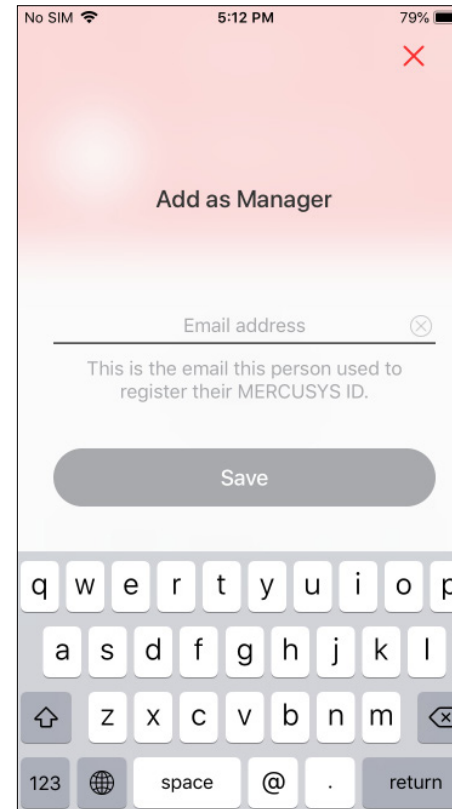 No SIM 5:12 PM 79%
Add as Manager
Email address
This is the email this person used to
register their MERCUSYS ID.
Save
q w e r t y u i o p
a s d f g h j k l
z x c v b n m
123 space @ . return